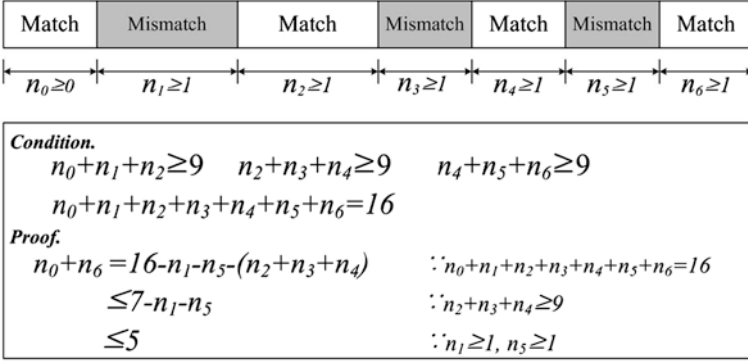 Match Mismatch Match Mismatch Match Mismatch Match
n₀≥0 n₁≥1 n₂≥1 n₃≥1 n₄≥1 n₅≥1 n₆≥1
Condition.
n₀+n₁+n₂≥9 n₂+n₃+n₄≥9 n₄+n₅+n₆≥9
n₀+n₁+n₂+n₃+n₄+n₅+n₆=16
Proof.
n₀+n₆=16-n₁-n₅-(n₂+n₃+n₄) ∵n₀+n₁+n₂+n₃+n₄+n₅+n₆=16
≤7-n₁-n₅ ∵n₂+n₃+n₄≥9
≤5 ∵n₁≥1, n₅≥1